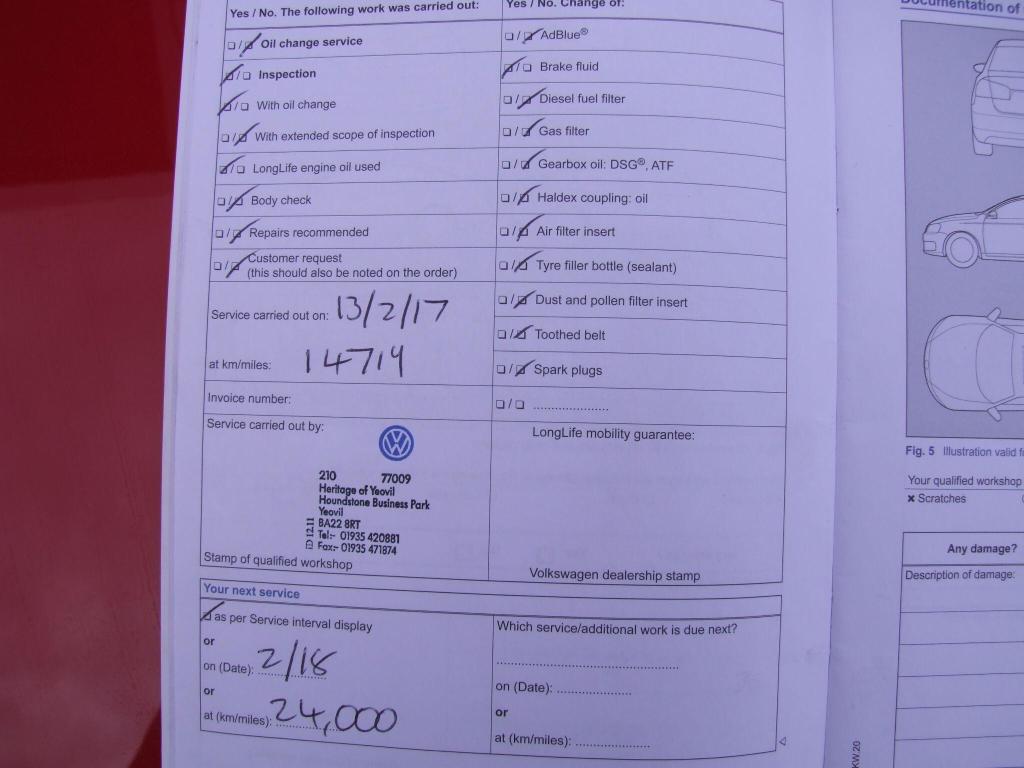 Yes / No. The following work was carried out:
☐ / ☑ Oil change service
☑ / ☐ Inspection
☑ / ☐ With oil change
☐ / ☑ With extended scope of inspection
☑ / ☐ LongLife engine oil used
☐ / ☑ Body check
☐ / ☑ Repairs recommended
☐ / ☑ Customer request
(this should also be noted on the order)
Service carried out on: 13/2/17
at km/miles: 14719
Invoice number:
Service carried out by:
210 77009
Heritage of Yeovil
Houndstone Business Park
Yeovil
BA22 8RT
Tel:- 01935 420881
Fax:- 01935 471874
Stamp of qualified workshop
Yes / No. Change of:
☐ / ☑ AdBlue®
☑ / ☐ Brake fluid
☐ / ☑ Diesel fuel filter
☐ / ☑ Gas filter
☐ / ☑ Gearbox oil: DSG®, ATF
☐ / ☑ Haldex coupling: oil
☐ / ☑ Air filter insert
☐ / ☑ Tyre filler bottle (sealant)
☐ / ☑ Dust and pollen filter insert
☐ / ☑ Toothed belt
☐ / ☑ Spark plugs
☐ / ☐ .....................
LongLife mobility guarantee:
Volkswagen dealership stamp
Your next service
☑ as per Service interval display
or
on (Date): 2/18
or
at (km/miles): 24,000
Which service/additional work is due next?
.....................................................
on (Date): .....................
or
at (km/miles): .....................
Documentation of
Fig. 5 Illustration valid
Your qualified workshop
× Scratches
Any damage?
Description of damage: